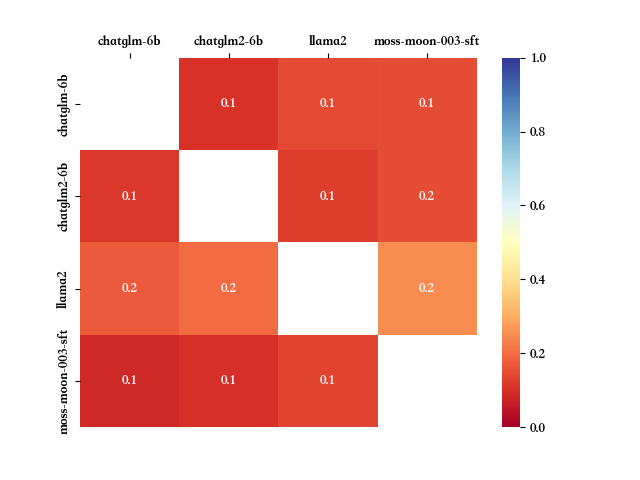 chatglm-6b chatglm2-6b llama2 moss-moon-003-sft
chatglm-6b 0.1 0.1 0.1
chatglm2-6b 0.1 0.1 0.2
llama2 0.2 0.2 0.2
moss-moon-003-sft 0.1 0.1 0.1
1.0
0.8
0.6
0.4
0.2
0.0